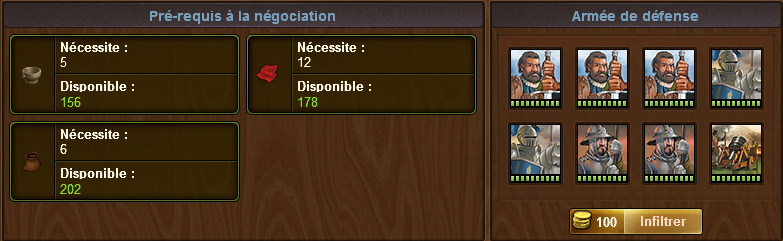 Pré-requis à la négociation
Nécessite :
5
Disponible :
156
Nécessite :
12
Disponible :
178
Nécessite :
6
Disponible :
202
Armée de défense
100
Infiltrer